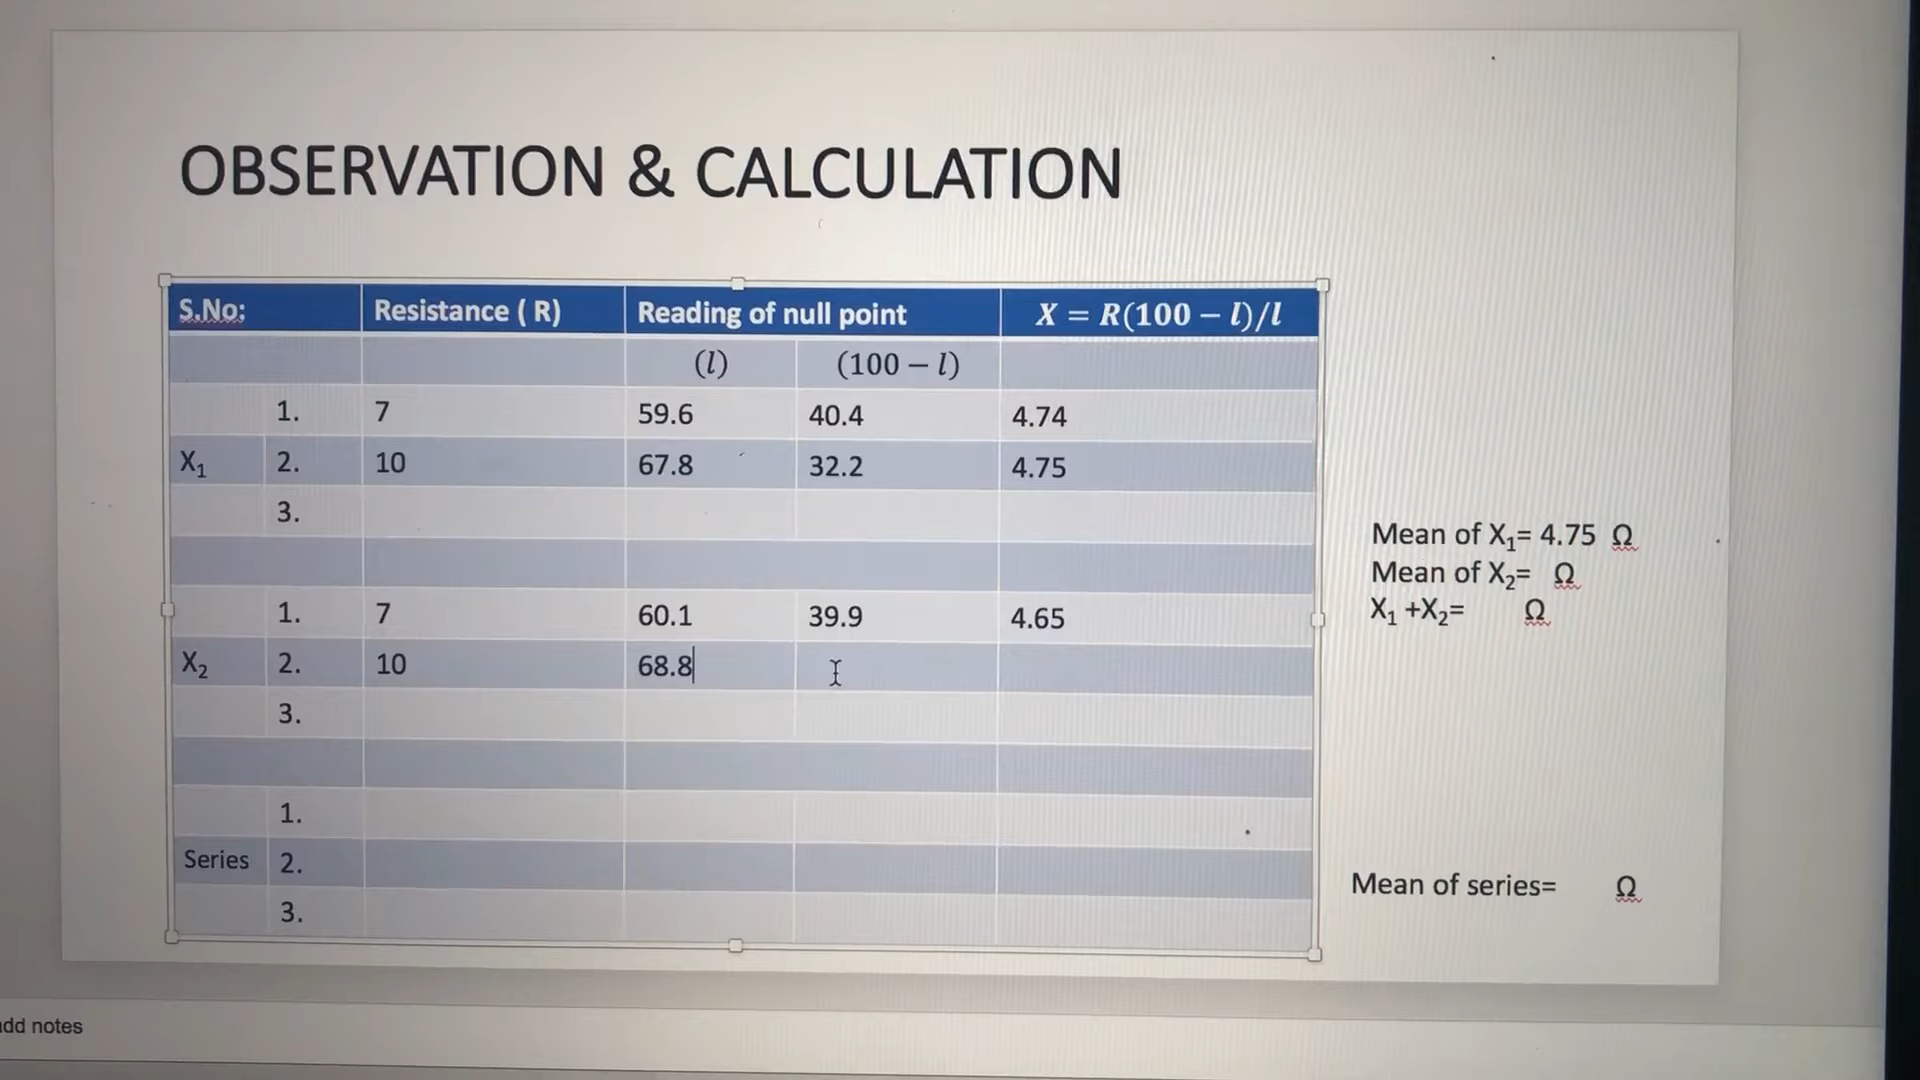 OBSERVATION & CALCULATION
S.No: Resistance ( R) Reading of null point X = R(100 − l)/l
(l) (100 − l)
1. 7 59.6 40.4 4.74
X₁ 2. 10 67.8 32.2 4.75
3.
Mean of X₁= 4.75 Ω
Mean of X₂= Ω
X₁ +X₂= Ω
1. 7 60.1 39.9 4.65
X₂ 2. 10 68.8
3.
1.
Series 2.
3.
Mean of series= Ω
add notes